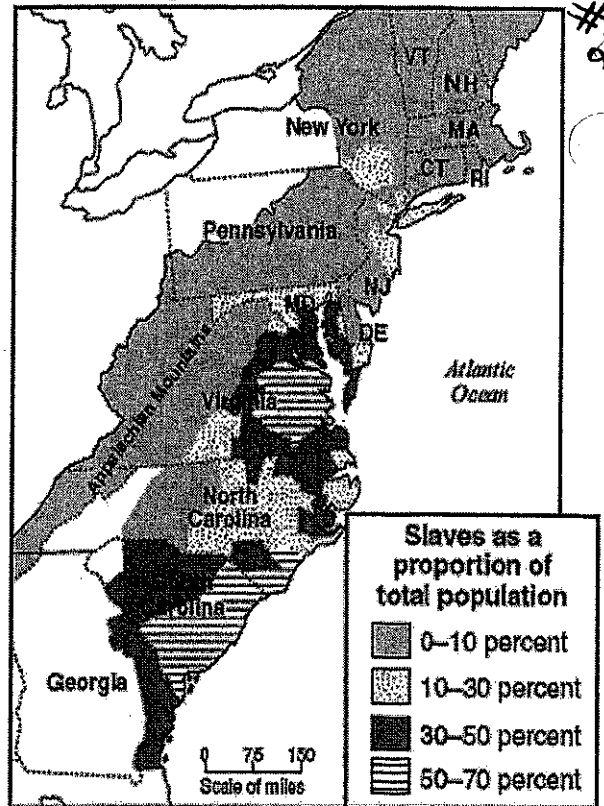 VT
NH
New York
MA
CT
RI
Pennsylvania
NJ
MD
DE
Appalachian Mountains
Atlantic
Ocean
Virginia
North
Carolina
Carolina
Georgia
0 75 150
Scale of miles
Slaves as a
proportion of
total population
0–10 percent
10–30 percent
30–50 percent
50–70 percent